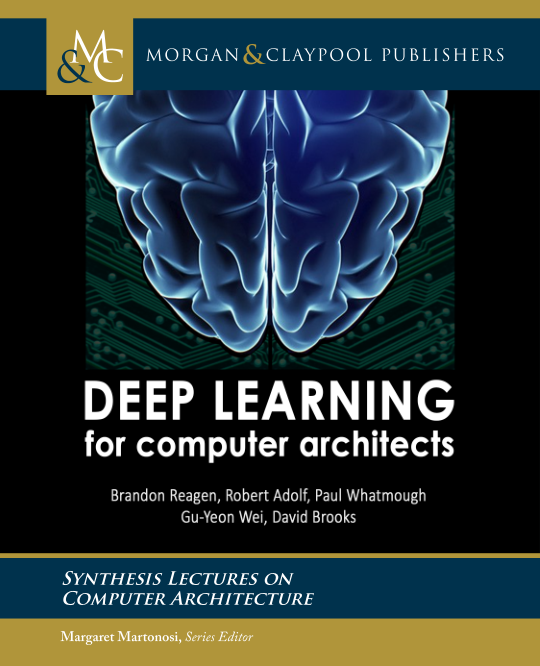 M
&C
MORGAN&CLAYPOOL PUBLISHERS
DEEP LEARNING
for computer architects
Brandon Reagen, Robert Adolf, Paul Whatmough
Gu-Yeon Wei, David Brooks
SYNTHESIS LECTURES ON
COMPUTER ARCHITECTURE
Margaret Martonosi, Series Editor